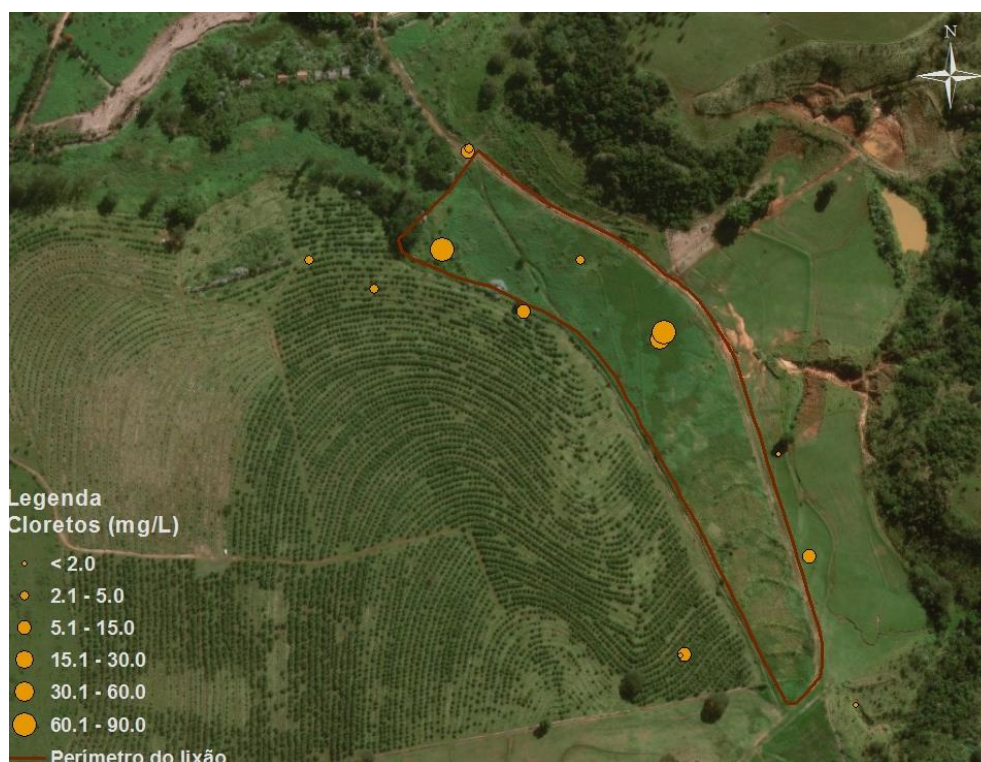 N
Legenda
Cloretos (mg/L)
< 2.0
2.1 - 5.0
5.1 - 15.0
15.1 - 30.0
30.1 - 60.0
60.1 - 90.0
Perímetro do lixão